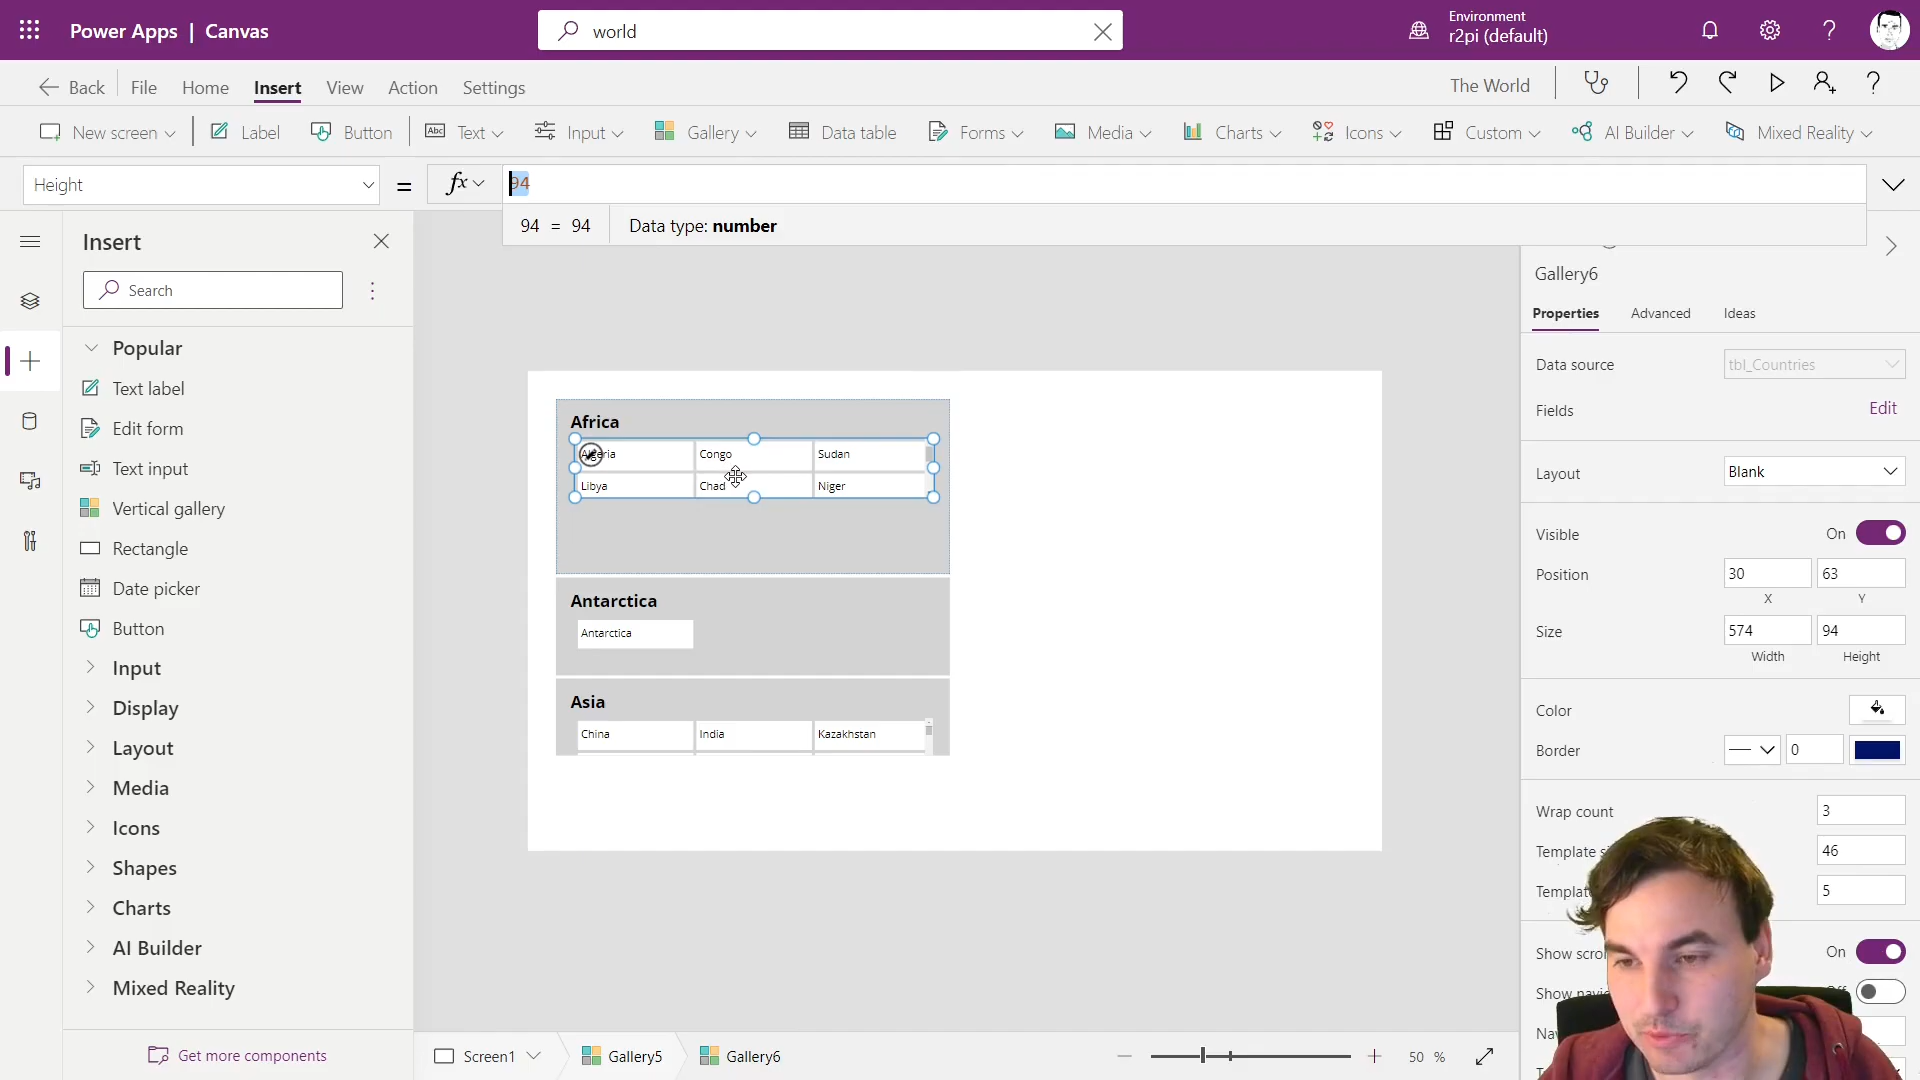 Power Apps | Canvas
world
Environment
r2pi (default)
Back
File
Home
Insert
View
Action
Settings
The World
New screen
Label
Button
Abc
Text
Input
Gallery
Data table
Forms
Media
Charts
Icons
Custom
AI Builder
Mixed Reality
Height
=
fx
94
94 = 94
Data type: number
Insert
Search
Popular
Text label
Edit form
Text input
Vertical gallery
Rectangle
Date picker
Button
Input
Display
Layout
Media
Icons
Shapes
Charts
AI Builder
Mixed Reality
Get more components
Africa
Congo
Sudan
Libya
Chad
Niger
Antarctica
Antarctica
Asia
China
India
Kazakhstan
Gallery6
Properties
Advanced
Ideas
Data source
tbl_Countries
Fields
Edit
Layout
Blank
Visible
On
Position
30
63
X
Y
Size
574
94
Width
Height
Color
Border
0
Wrap count
3
Template
46
5
On
Screen1
Gallery5
Gallery6
50 %